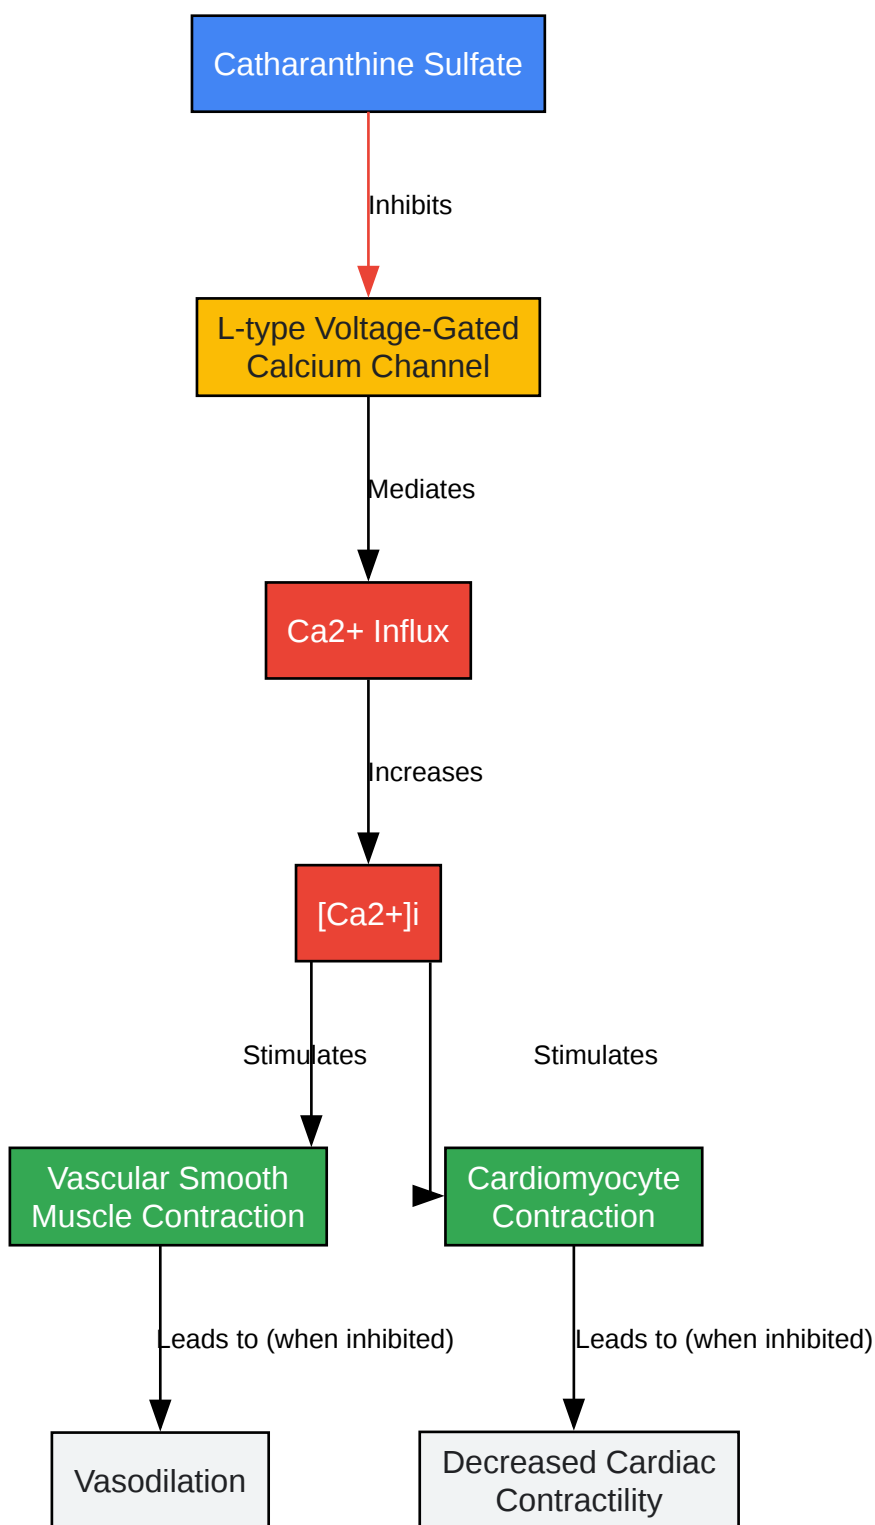 Catharanthine Sulfate
Inhibits
L-type Voltage-Gated
Calcium Channel
Mediates
Ca2+ Influx
Increases
[Ca2+]i
Stimulates
Stimulates
Vascular Smooth
Muscle Contraction
Cardiomyocyte
Contraction
Leads to (when inhibited)
Leads to (when inhibited)
Vasodilation
Decreased Cardiac
Contractility